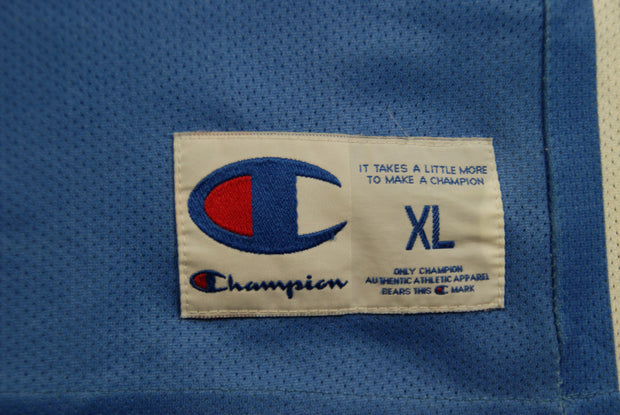 Champion
IT TAKES A LITTLE MORE
TO MAKE A CHAMPION
XL
ONLY CHAMPION
AUTHENTIC ATHLETIC APPAREL
BEARS THIS C MARK